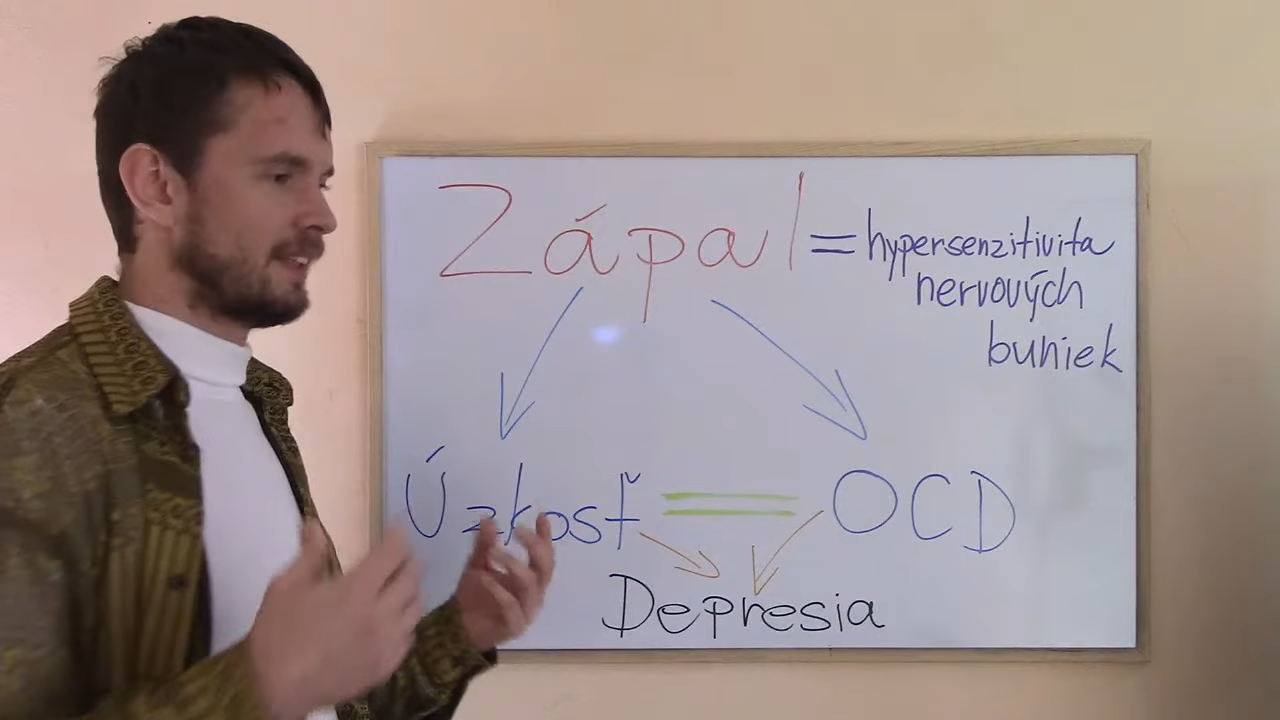 Zápal = hypersenzitivita
nervových
buniek
Úzkosť = OCD
Depresia